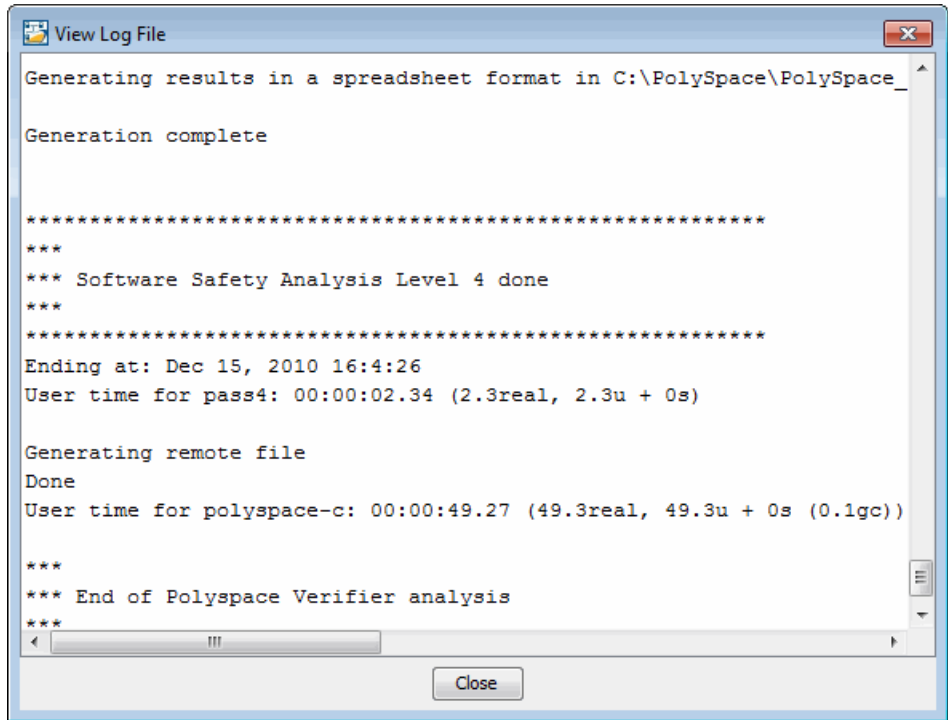 View Log File
Generating results in a spreadsheet format in C:\PolySpace\PolySpace_
Generation complete
**********************************************************
***
*** Software Safety Analysis Level 4 done
***
**********************************************************
Ending at: Dec 15, 2010 16:4:26
User time for pass4: 00:00:02.34 (2.3real, 2.3u + 0s)
Generating remote file
Done
User time for polyspace-c: 00:00:49.27 (49.3real, 49.3u + 0s (0.1gc))
***
*** End of Polyspace Verifier analysis
***
Close